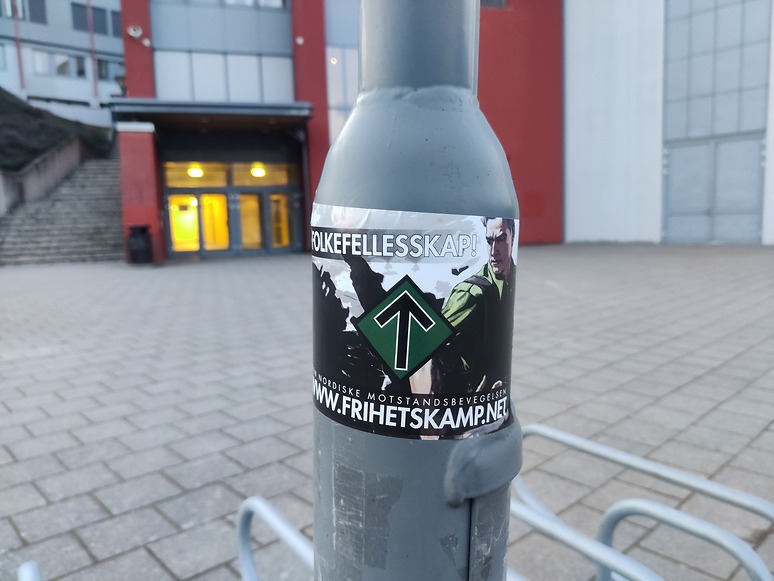 FOLKEFELLESSKAP!
NORDISKE MOTSTANDSBEVEGELSEN
WWW.FRIHETSKAMP.NET